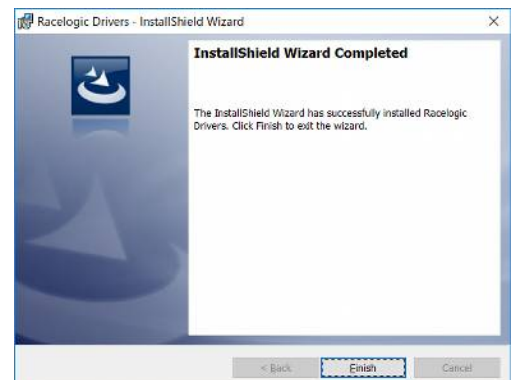 Racelogic Drivers - InstallShield Wizard
InstallShield Wizard Completed
The InstallShield Wizard has successfully installed Racelogic
Drivers. Click Finish to exit the wizard.
< Back
Finish
Cancel